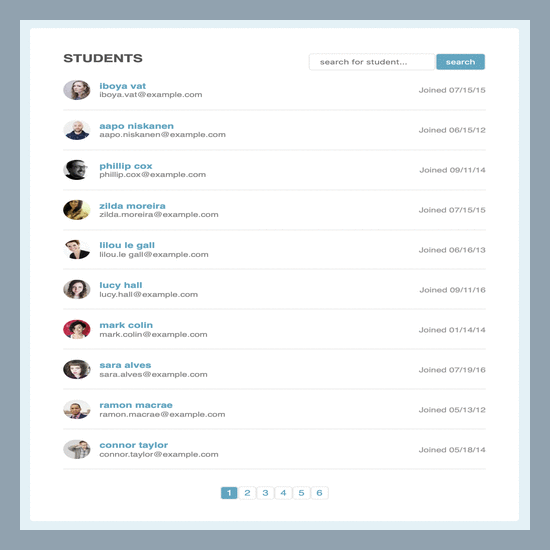 STUDENTS
search for student... search
iboya vat
iboya.vat@example.com
Joined 07/15/15
aapo niskanen
aapo.niskanen@example.com
Joined 06/15/12
phillip cox
phillip.cox@example.com
Joined 09/11/14
zilda moreira
zilda.moreira@example.com
Joined 07/15/15
lilou le gall
lilou.le gall@example.com
Joined 06/16/13
lucy hall
lucy.hall@example.com
Joined 09/11/16
mark colin
mark.colin@example.com
Joined 01/14/14
sara alves
sara.alves@example.com
Joined 07/19/16
ramon macrae
ramon.macrae@example.com
Joined 05/13/12
connor taylor
connor.taylor@example.com
Joined 05/18/14
1 2 3 4 5 6